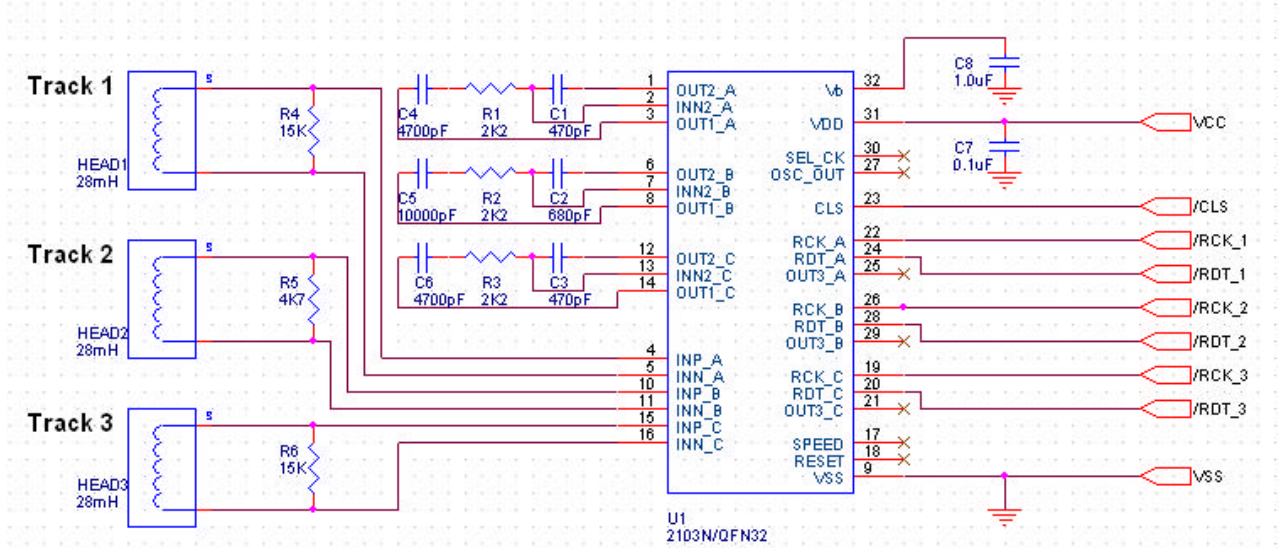 Track 1
S
HEAD1
28mH
R4
15K
Track 2
S
HEAD2
28mH
R5
4K7
Track 3
S
HEAD3
28mH
R6
15K
C4
4700pF
R1
2K2
C1
470pF
C5
10000pF
R2
2K2
C2
680pF
C6
4700pF
R3
2K2
C3
470pF
1 OUT2_A
2 INN2_A
3 OUT1_A
6 OUT2_B
7 INN2_B
8 OUT1_B
12 OUT2_C
13 INN2_C
14 OUT1_C
4 INP_A
5 INN_A
10 INP_B
11 INN_B
15 INP_C
16 INN_C
Vb 32
VDD 31
SEL_CK 30
OSC_OUT 27
CLS 23
RCK_A 22
RDT_A 24
OUT3_A 25
RCK_B 26
RDT_B 28
OUT3_B 29
RCK_C 19
RDT_C 20
OUT3_C 21
SPEED 17
RESET 18
VSS 9
U1
2103N/QFN32
C8
1.0uF
C7
0.1uF
VCC
/CLS
/RCK_1
/RDT_1
/RCK_2
/RDT_2
/RCK_3
/RDT_3
VSS